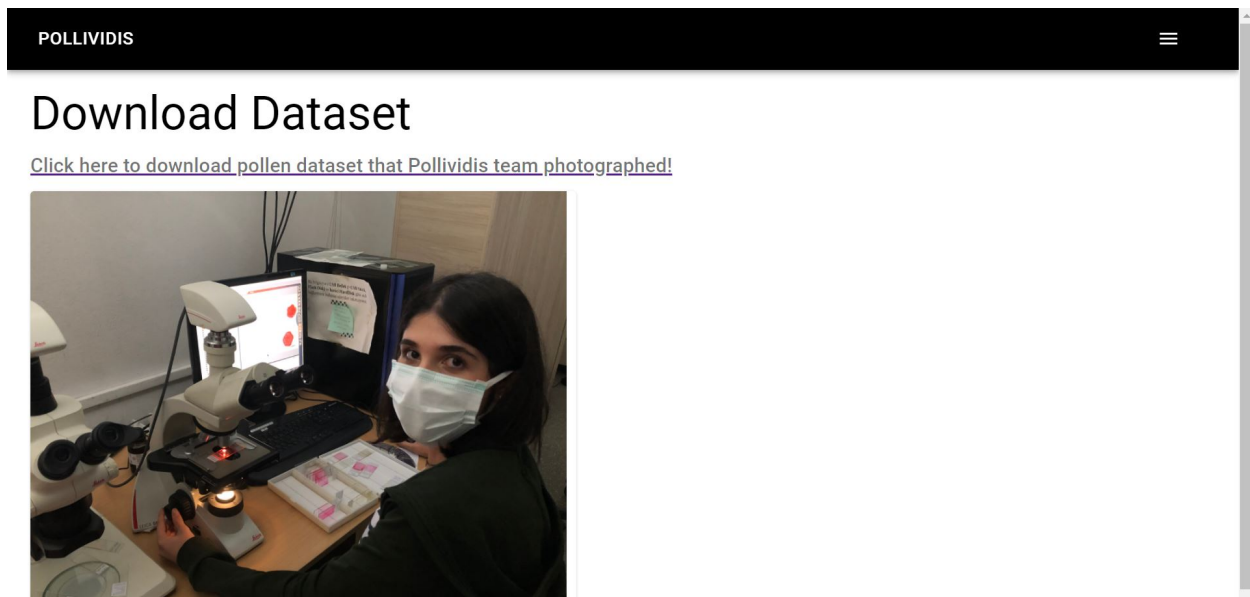 POLLIVIDIS
Download Dataset
Click here to download pollen dataset that Pollividis team photographed!